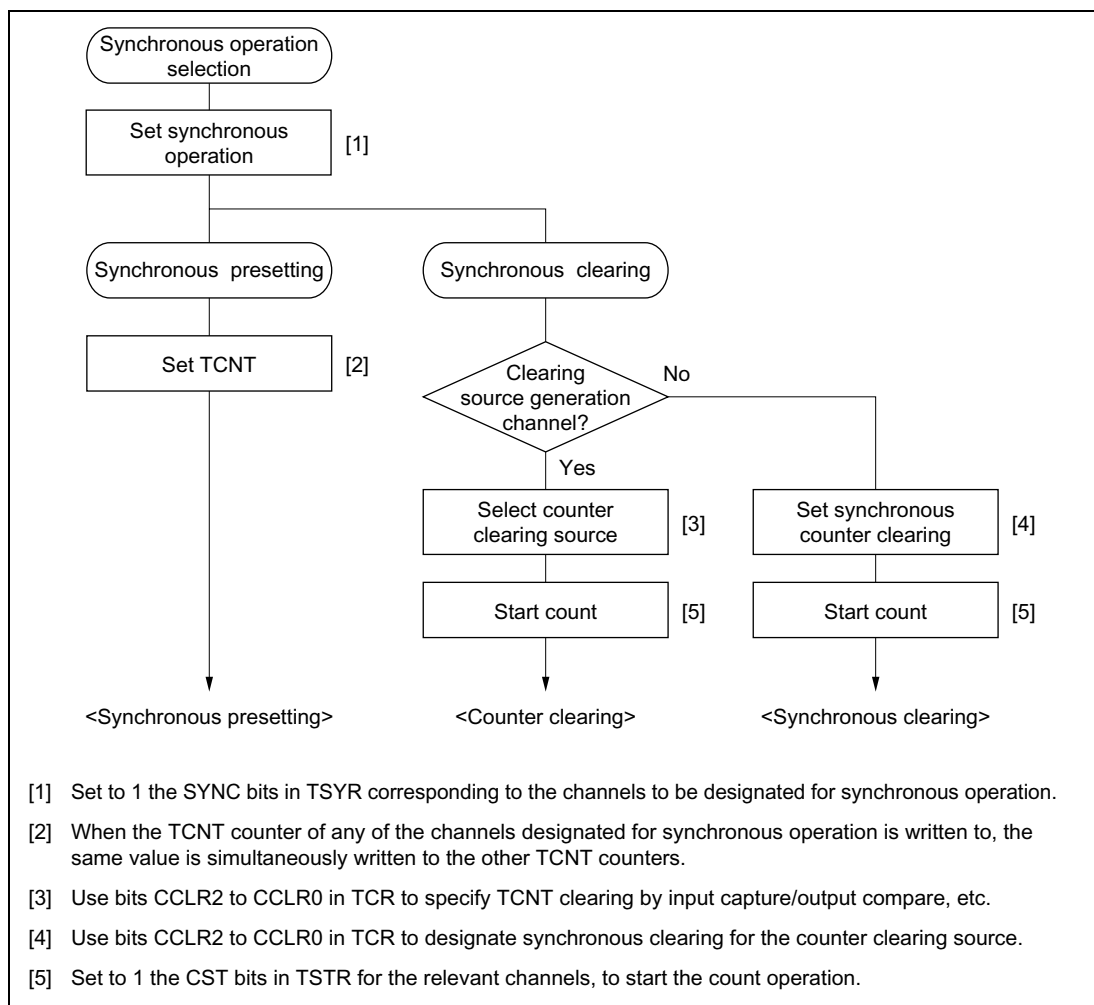 Synchronous operation
selection
Set synchronous
operation
[1]
Synchronous presetting
Synchronous clearing
Set TCNT
[2]
Clearing
source generation
channel?
No
Yes
Select counter
clearing source
[3]
Set synchronous
counter clearing
[4]
Start count
[5]
Start count
[5]
<Synchronous presetting>
<Counter clearing>
<Synchronous clearing>
[1] Set to 1 the SYNC bits in TSYR corresponding to the channels to be designated for synchronous operation.
[2] When the TCNT counter of any of the channels designated for synchronous operation is written to, the
same value is simultaneously written to the other TCNT counters.
[3] Use bits CCLR2 to CCLR0 in TCR to specify TCNT clearing by input capture/output compare, etc.
[4] Use bits CCLR2 to CCLR0 in TCR to designate synchronous clearing for the counter clearing source.
[5] Set to 1 the CST bits in TSTR for the relevant channels, to start the count operation.